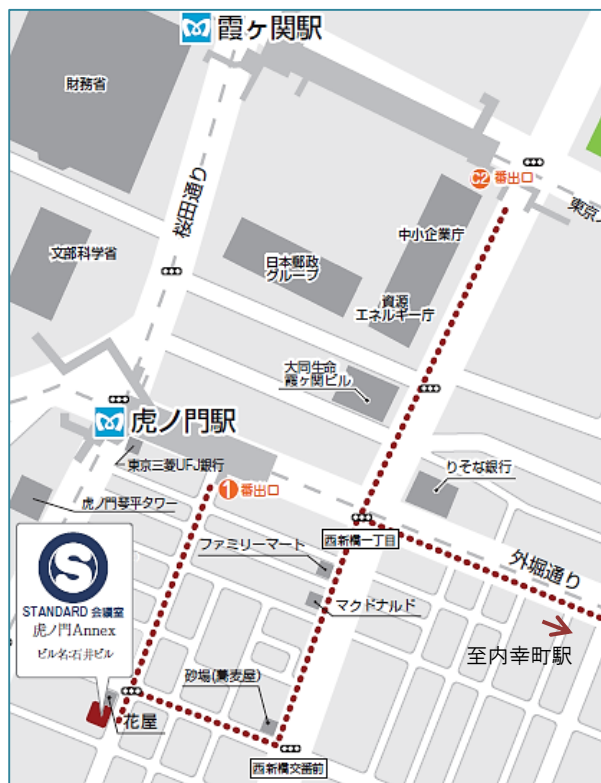 霞ヶ関駅
財務省
C2 番出口
桜田通り
中小企業庁
文部科学省
日本郵政
グループ
資源
エネルギー庁
大同生命
霞ヶ関ビル
虎ノ門駅
東京三菱UFJ銀行
りそな銀行
1 番出口
虎ノ門琴平タワー
西新橋一丁目
ファミリーマート
外堀通り
S
STANDARD 会議室
虎ノ門Annex
ビル名:石井ビル
マクドナルド
至内幸町駅
砂場(蕎麦屋)
花屋
西新橋交番前